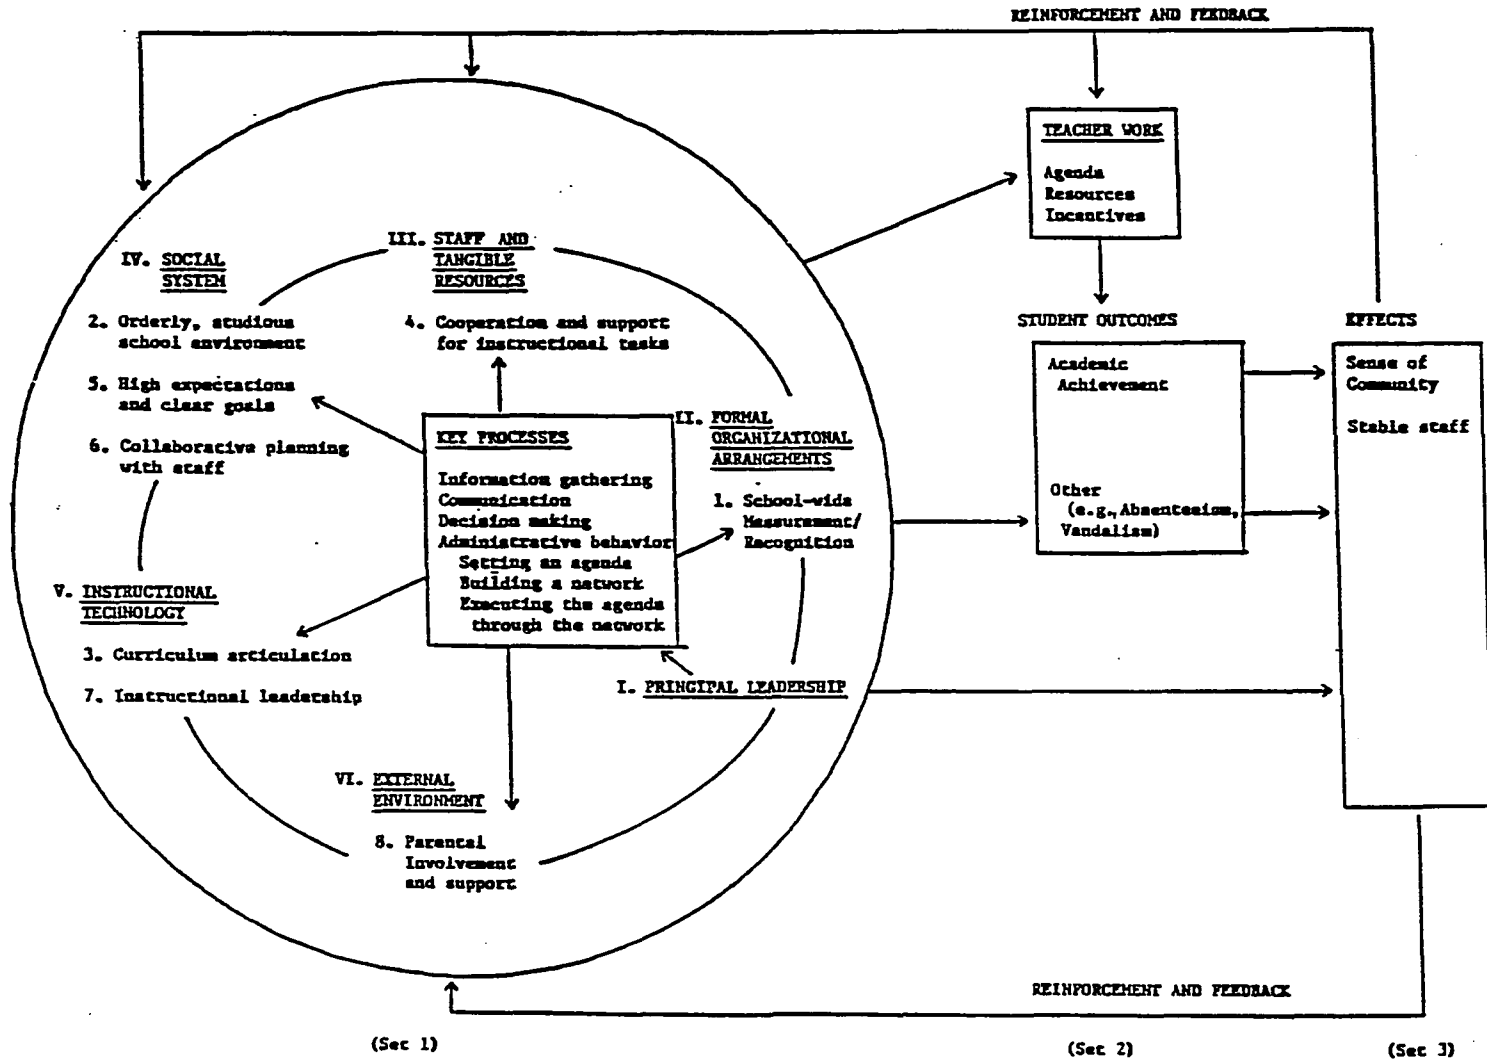 REINFORCEMENT AND FEEDBACK
TEACHER WORK
Agenda
Resources
Incentives
III. STAFF AND
TANGIBLE
RESOURCES
IV. SOCIAL
SYSTEM
2. Orderly, studious
school environment
4. Cooperation and support
for instructional tasks
5. High expectations
and clear goals
6. Collaborative planning
with staff
KEY PROCESSES
Information gathering
Communication
Decision making
Administrative behavior
Setting an agenda
Building a network
Executing the agenda
through the network
II. FORMAL
ORGANIZATIONAL
ARRANGEMENTS
1. School-wide
Measurement/
Recognition
V. INSTRUCTIONAL
TECHNOLOGY
3. Curriculum articulation
7. Instructional leadership
I. PRINCIPAL LEADERSHIP
VI. EXTERNAL
ENVIRONMENT
8. Parental
Involvement
and support
STUDENT OUTCOMES
Academic
Achievement
Other
(e.g., Absenteeism,
Vandalism)
EFFECTS
Sense of
Community
Stable staff
REINFORCEMENT AND FEEDBACK
(Set 1)
(Set 2)
(Set 3)